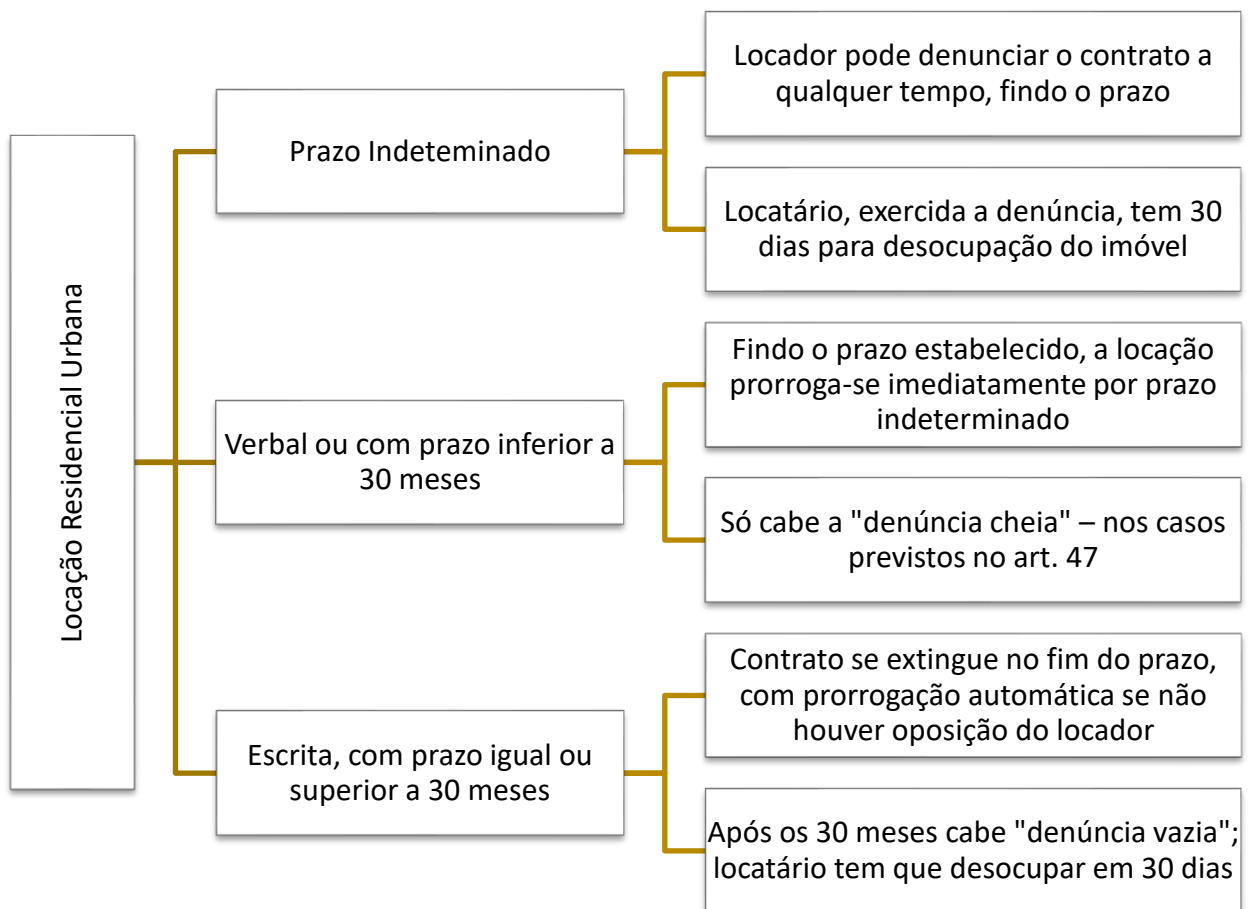 Locação Residencial Urbana
Prazo Indeteminado
Locador pode denunciar o contrato a
qualquer tempo, findo o prazo
Locatário, exercida a denúncia, tem 30
dias para desocupação do imóvel
Verbal ou com prazo inferior a
30 meses
Findo o prazo estabelecido, a locação
prorroga-se imediatamente por prazo
indeterminado
Só cabe a "denúncia cheia" – nos casos
previstos no art. 47
Escrita, com prazo igual ou
superior a 30 meses
Contrato se extingue no fim do prazo,
com prorrogação automática se não
houver oposição do locador
Após os 30 meses cabe "denúncia vazia";
locatário tem que desocupar em 30 dias